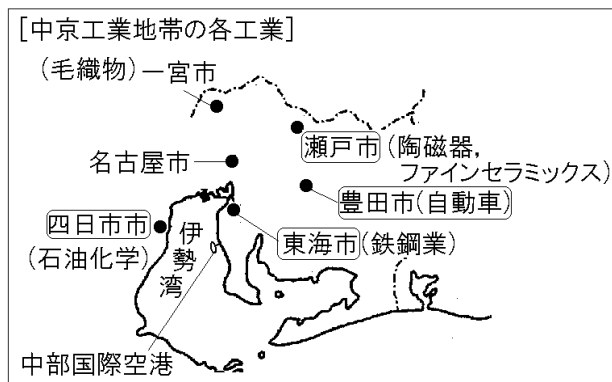 [中京工業地帯の各工業]
(毛織物)一宮市
瀬戸市(陶磁器,
ファインセラミックス)
名古屋市
豊田市(自動車)
四日市市
(石油化学)
伊勢湾
東海市(鉄鋼業)
中部国際空港